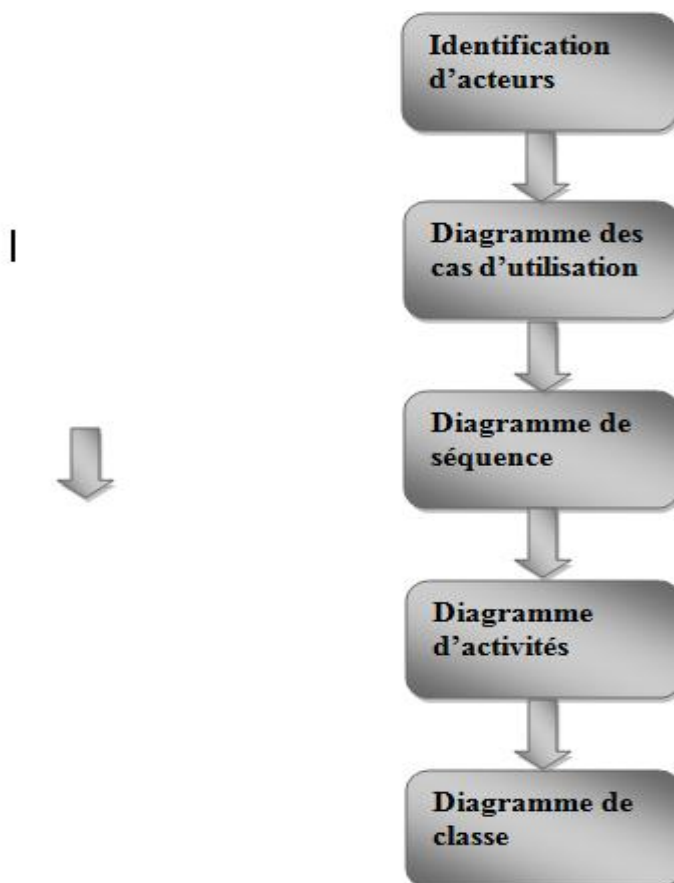 Identification
d’acteurs
Diagramme des
cas d’utilisation
Diagramme de
séquence
Diagramme
d’activités
Diagramme de
classe